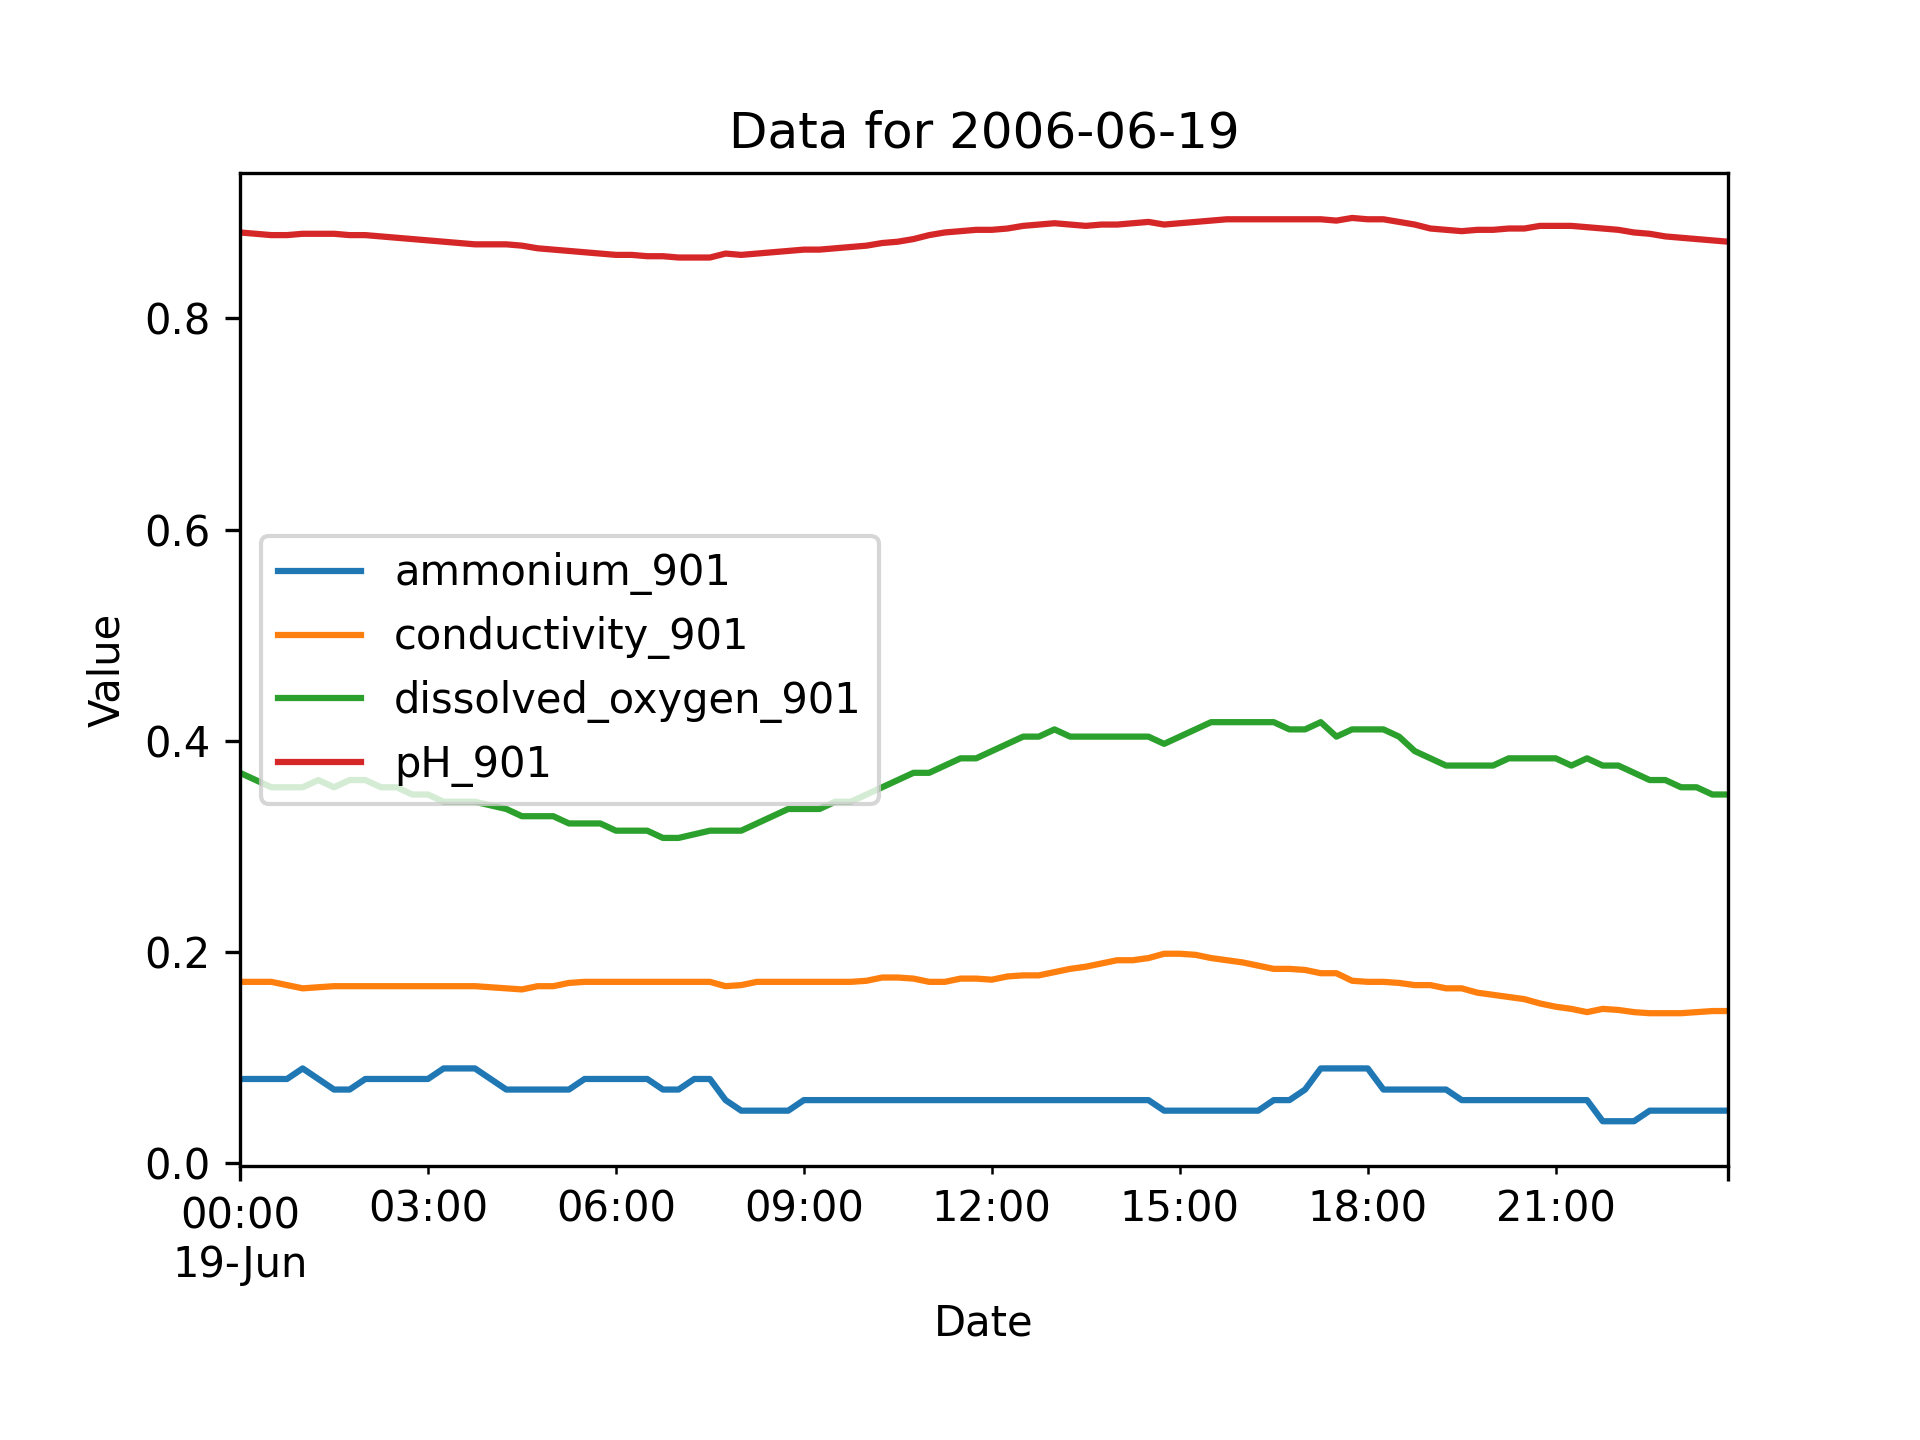 Data for 2006-06-19
Value
0.8
0.6
0.4
0.2
0.0
ammonium_901
conductivity_901
dissolved_oxygen_901
pH_901
00:00 03:00 06:00 09:00 12:00 15:00 18:00 21:00
19-Jun
Date